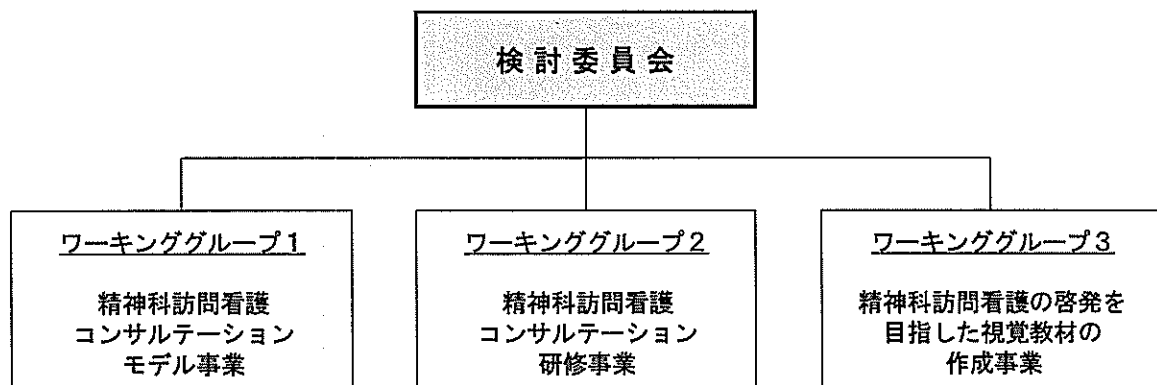 検討委員会
ワーキンググループ1
精神科訪問看護
コンサルテーション
モデル事業
ワーキンググループ2
精神科訪問看護
コンサルテーション
研修事業
ワーキンググループ3
精神科訪問看護の啓発を
目指した視覚教材の
作成事業